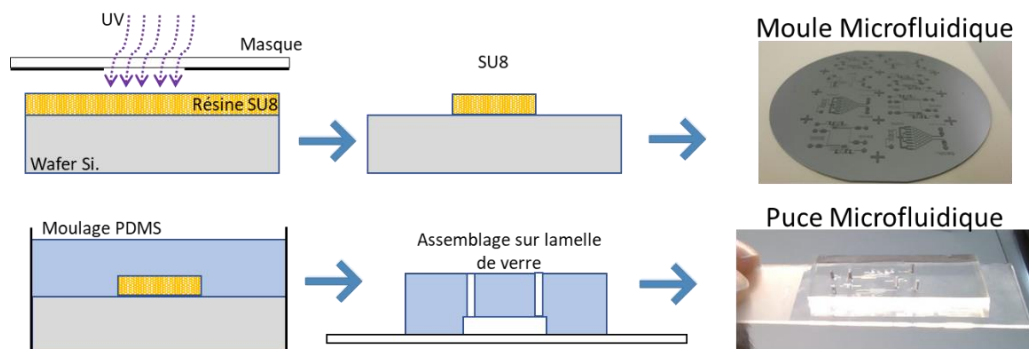 UV
Masque
Résine SU8
Wafer Si.
SU8
Moule Microfluidique
Moulage PDMS
Assemblage sur lamelle
de verre
Puce Microfluidique